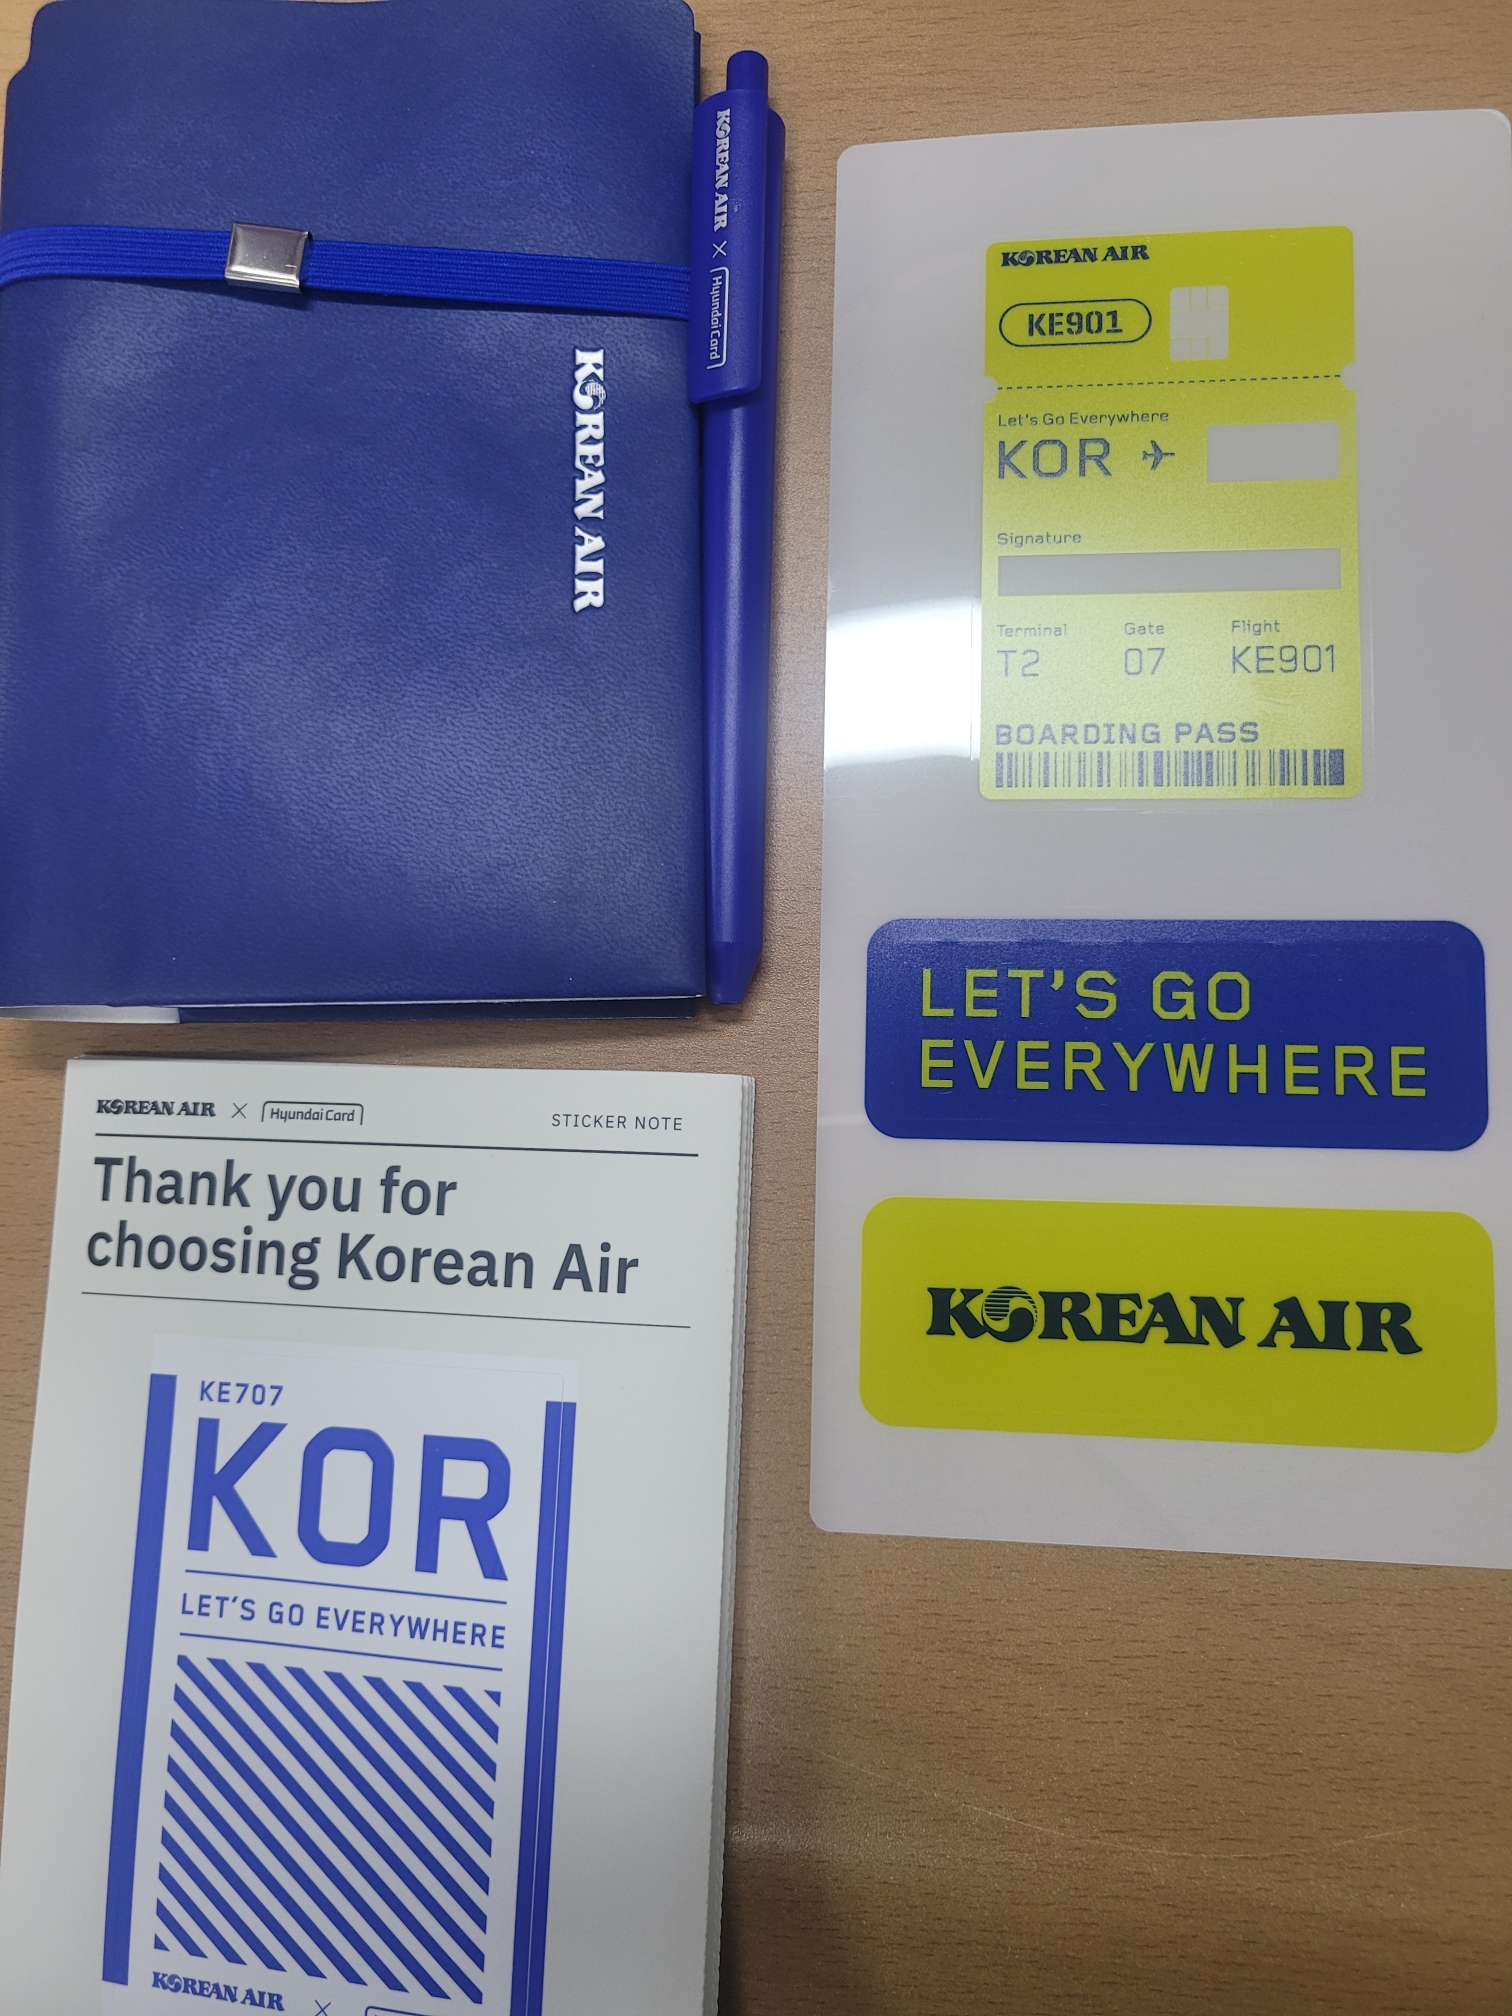 KOREAN AIR
KOREAN AIR × Hyundai Card
KOREAN AIR × Hyundai Card
STICKER NOTE
Thank you for
choosing Korean Air
KE707
KOR
LET'S GO EVERYWHERE
KOREAN AIR ×
KOREAN AIR
KE901
Let's Go Everywhere
KOR
Signature
Terminal Gate Flight
T2 07 KE901
BOARDING PASS
LET'S GO
EVERYWHERE
KOREAN AIR